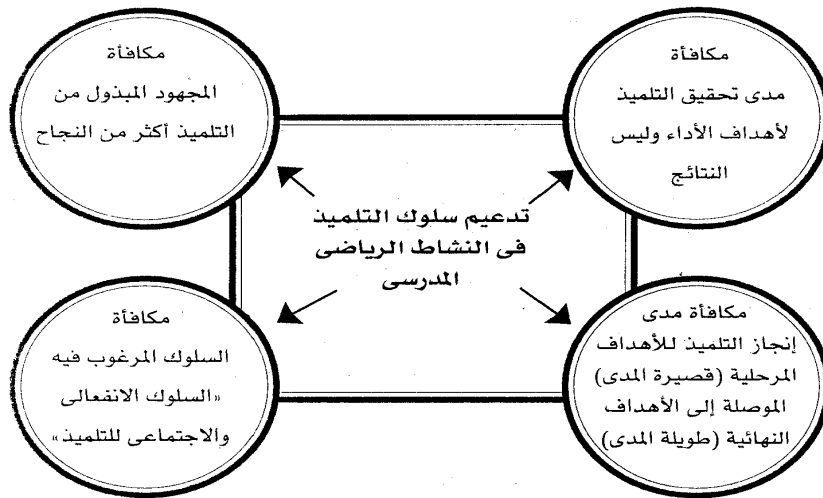 مكافأة
مدى تحقيق التلميذ
لأهداف الأداء وليس
النتائج
مكافأة
المجهود المبذول من
التلميذ أكثر من النجاح
تدعيم سلوك التلميذ
فى النشاط الرياضى
المدرسى
مكافأة مدى
إنجاز التلميذ للأهداف
المرحلية (قصيرة المدى)
الموصلة إلى الأهداف
النهائية (طويلة المدى)
مكافأة
السلوك المرغوب فيه
«السلوك الانفعالى
والاجتماعى للتلميذ»